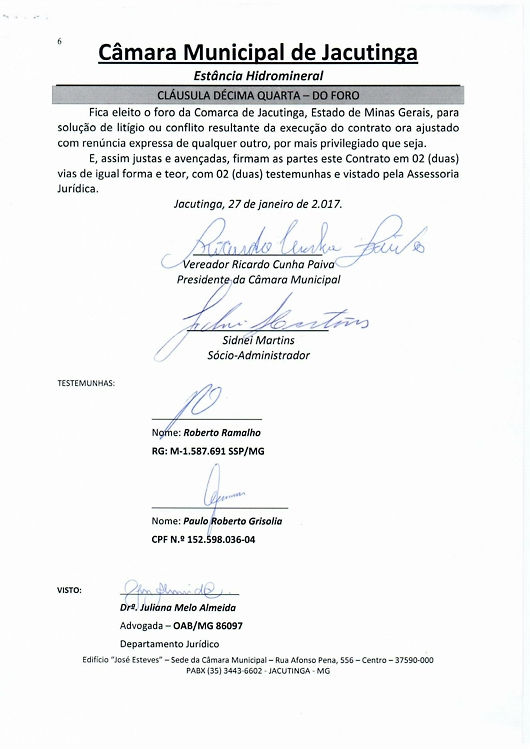 6
Câmara Municipal de Jacutinga
Estância Hidromineral
CLÁUSULA DÉCIMA QUARTA – DO FORO
Fica eleito o foro da Comarca de Jacutinga, Estado de Minas Gerais, para
solução de litígio ou conflito resultante da execução do contrato ora ajustado
com renúncia expressa de qualquer outro, por mais privilegiado que seja.
E, assim justas e avençadas, firmam as partes este Contrato em 02 (duas)
vias de igual forma e teor, com 02 (duas) testemunhas e vistado pela Assessoria
Jurídica.
Jacutinga, 27 de janeiro de 2.017.
Ricardo Cunha Paiva
Vereador Ricardo Cunha Paiva
Presidente da Câmara Municipal
Sidnei Martins
Sidnei Martins
Sócio-Administrador
TESTEMUNHAS:
Nome: Roberto Ramalho
RG: M-1.587.691 SSP/MG
Nome: Paulo Roberto Grisolia
CPF N.º 152.598.036-04
VISTO:
Drª. Juliana Melo Almeida
Advogada – OAB/MG 86097
Departamento Jurídico
Edifício "José Esteves" – Sede da Câmara Municipal – Rua Afonso Pena, 556 – Centro – 37590-000
PABX (35) 3443-6602 - JACUTINGA - MG